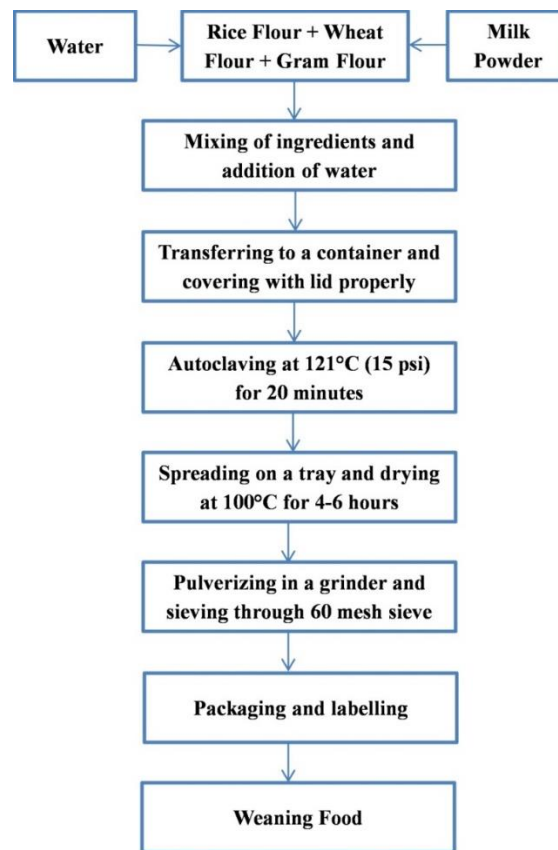 Water
Rice Flour + Wheat
Flour + Gram Flour
Milk
Powder
Mixing of ingredients and
addition of water
Transferring to a container and
covering with lid properly
Autoclaving at 121°C (15 psi)
for 20 minutes
Spreading on a tray and drying
at 100°C for 4-6 hours
Pulverizing in a grinder and
sieving through 60 mesh sieve
Packaging and labelling
Weaning Food